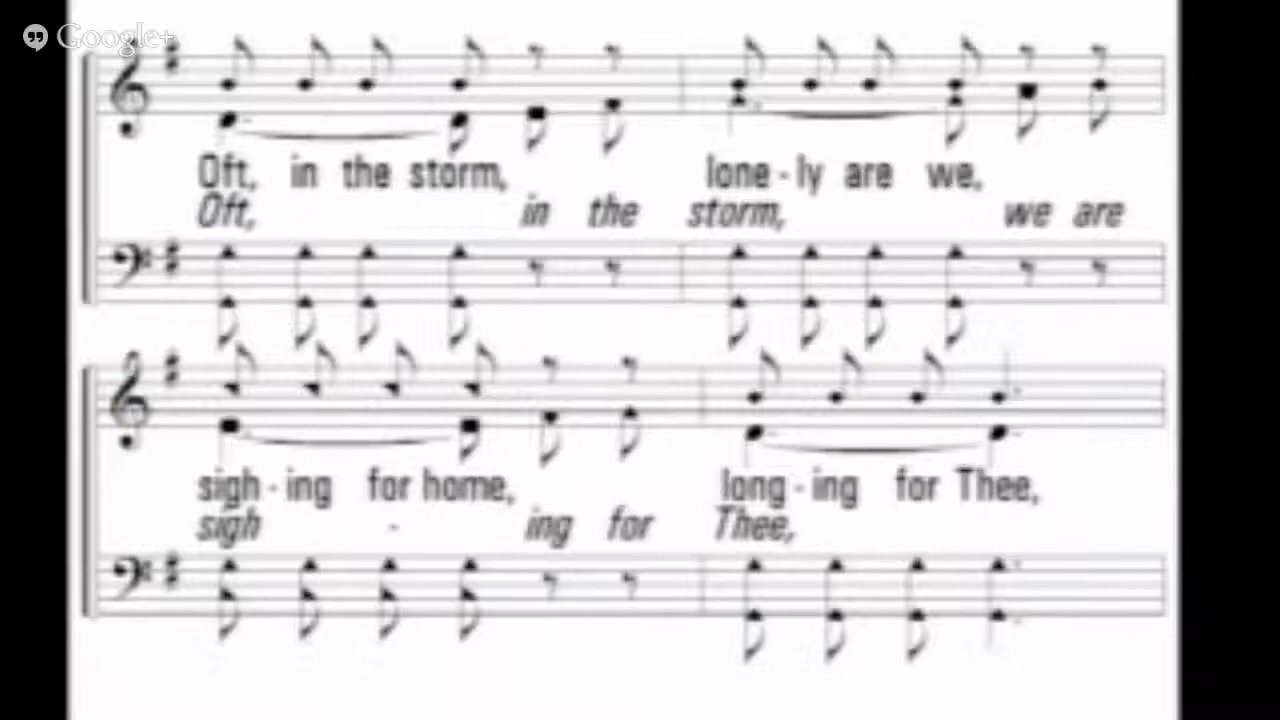 Google+
Oft, in the storm, lone - ly are we,
Oft, in the storm, we are
sigh - ing for home, long - ing for Thee,
sigh - ing for Thee,